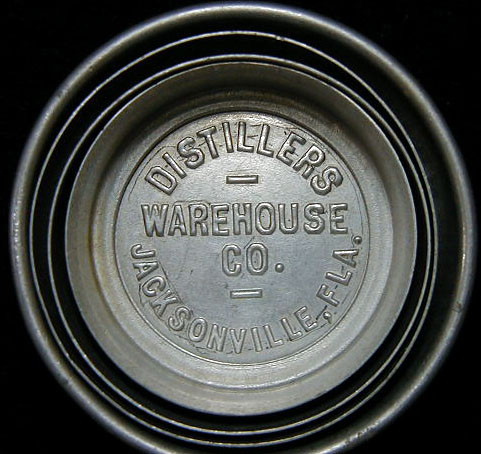 DISTILLERS
WAREHOUSE
CO.
JACKSONVILLE, FLA.